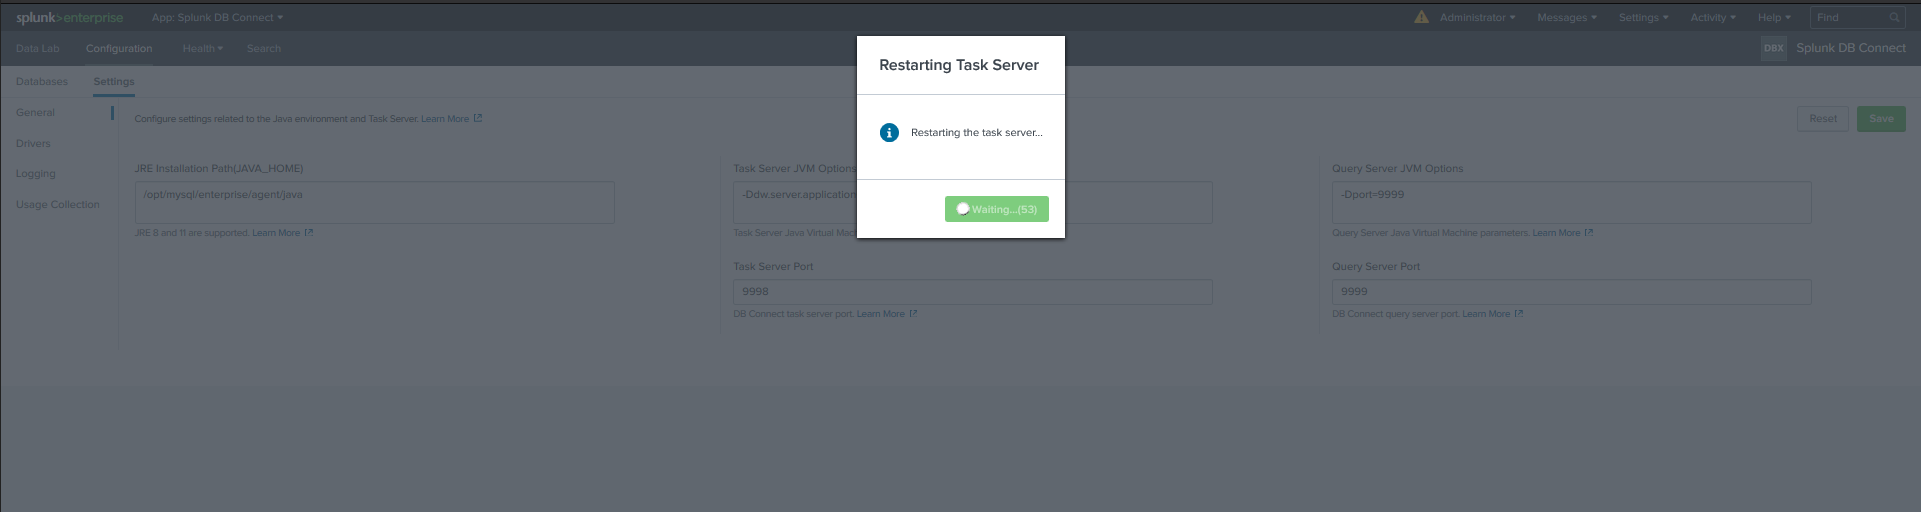 splunk>enterprise App: Splunk DB Connect Administrator Messages Settings Activity Help Find
Data Lab Configuration Health Search DBX Splunk DB Connect
Databases Settings
General
Drivers
Logging
Usage Collection
Configure settings related to the Java environment and Task Server. Learn More
Reset Save
JRE Installation Path(JAVA_HOME)
/opt/mysql/enterprise/agent/java
JRE 8 and 11 are supported. Learn More
Task Server JVM Options
-Ddw.server.application
Task Server Java Virtual
Task Server Port
9998
DB Connect task server port. Learn More
Query Server JVM Options
-Dport=9999
Query Server Java Virtual Machine parameters. Learn More
Query Server Port
9999
DB Connect query server port. Learn More
Restarting Task Server
Restarting the task server...
Waiting...(53)